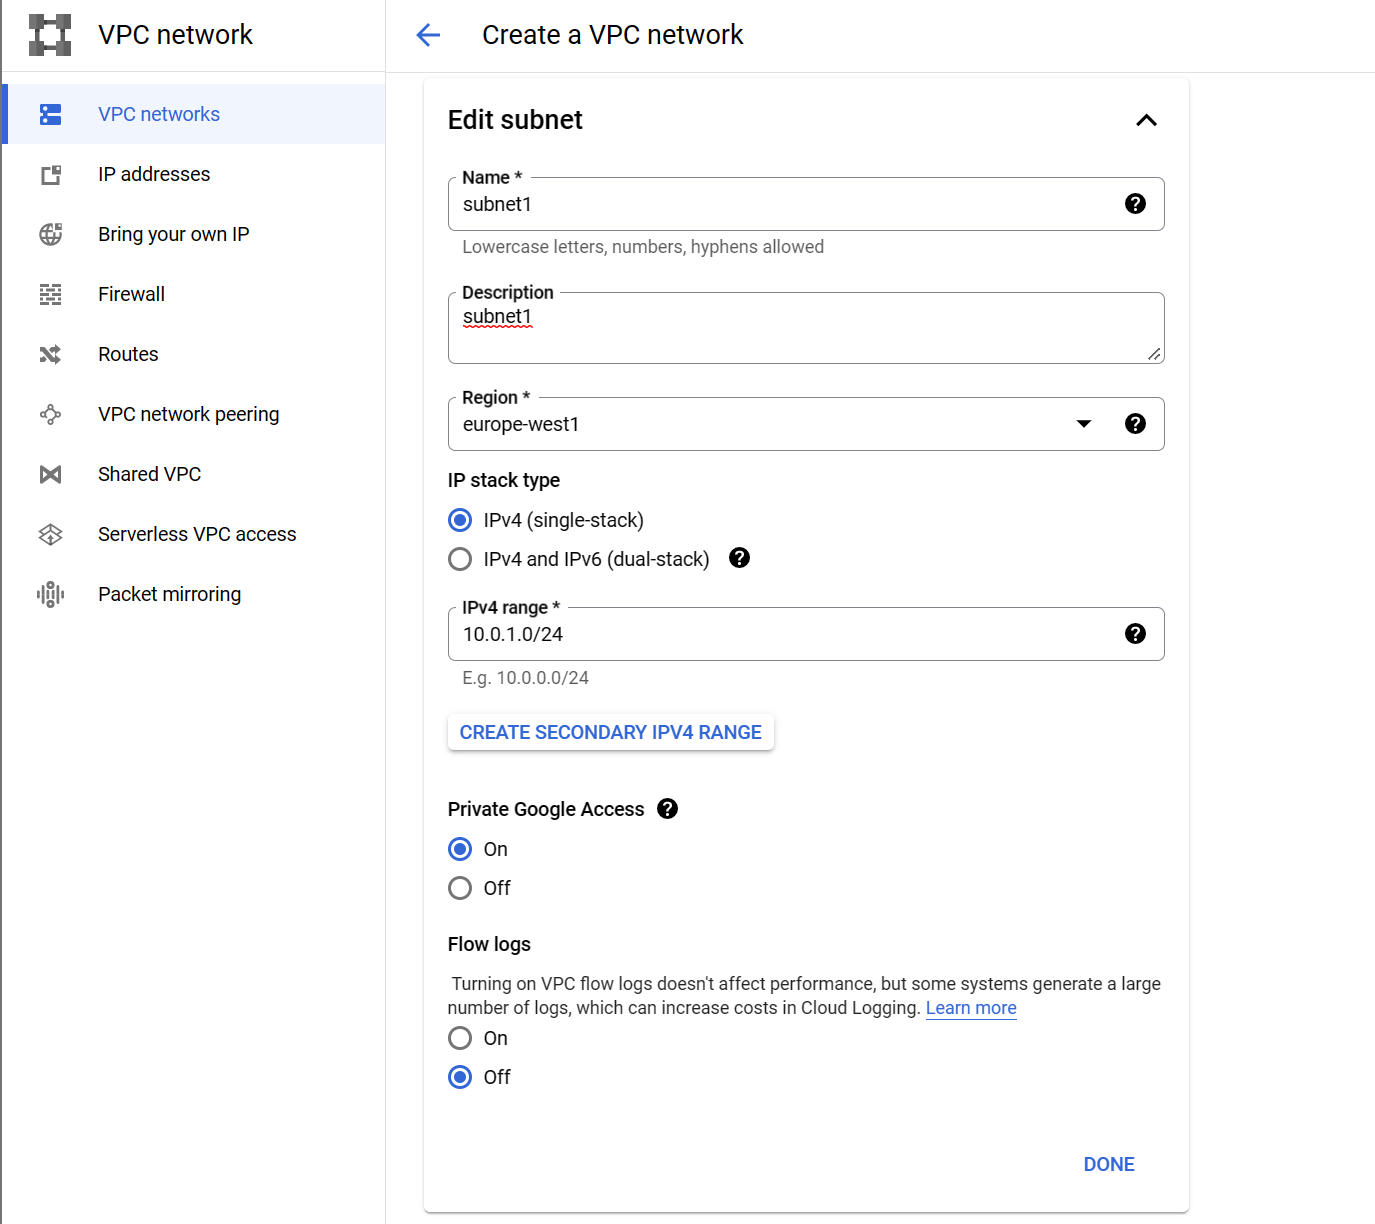 VPC network
VPC networks
IP addresses
Bring your own IP
Firewall
Routes
VPC network peering
Shared VPC
Serverless VPC access
Packet mirroring
Create a VPC network
Edit subnet
Name *
subnet1
Lowercase letters, numbers, hyphens allowed
Description
subnet1
Region *
europe-west1
IP stack type
IPv4 (single-stack)
IPv4 and IPv6 (dual-stack)
IPv4 range *
10.0.1.0/24
E.g. 10.0.0.0/24
CREATE SECONDARY IPV4 RANGE
Private Google Access
On
Off
Flow logs
Turning on VPC flow logs doesn't affect performance, but some systems generate a large
number of logs, which can increase costs in Cloud Logging. Learn more
On
Off
DONE